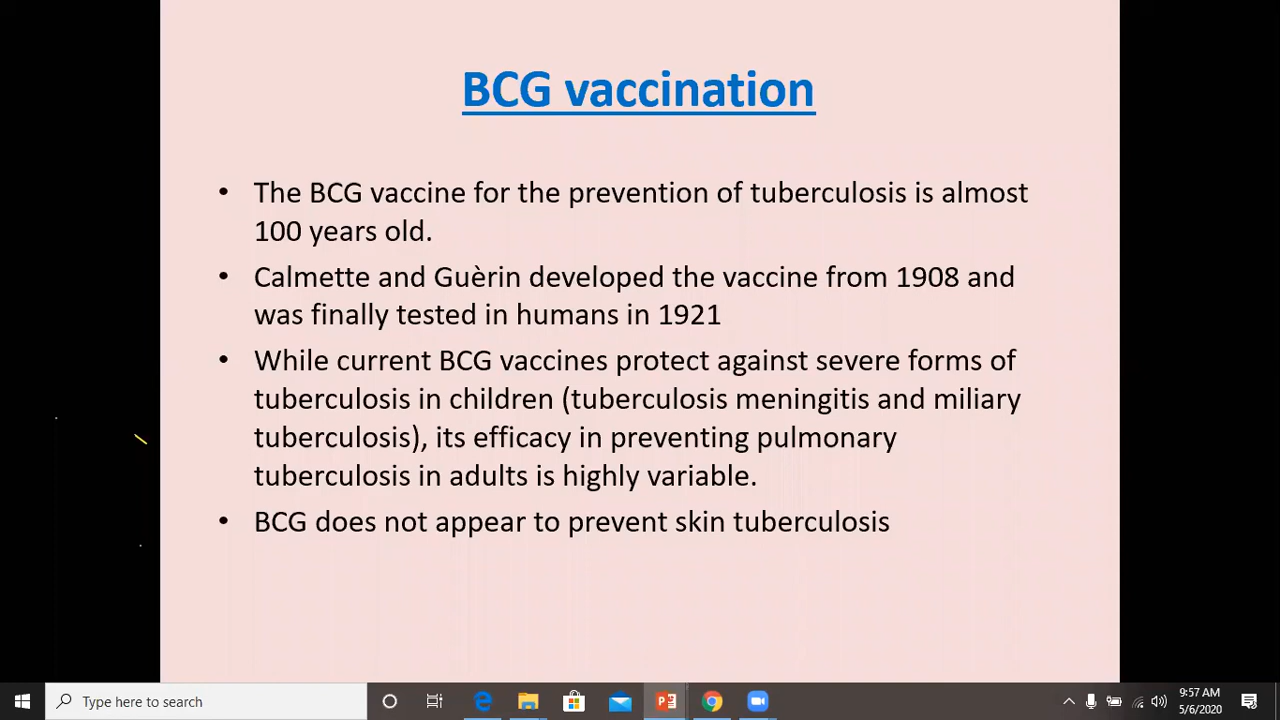 BCG vaccination
• The BCG vaccine for the prevention of tuberculosis is almost
100 years old.
• Calmette and Guèrin developed the vaccine from 1908 and
was finally tested in humans in 1921
• While current BCG vaccines protect against severe forms of
tuberculosis in children (tuberculosis meningitis and miliary
tuberculosis), its efficacy in preventing pulmonary
tuberculosis in adults is highly variable.
• BCG does not appear to prevent skin tuberculosis
Type here to search
9:57 AM
5/6/2020